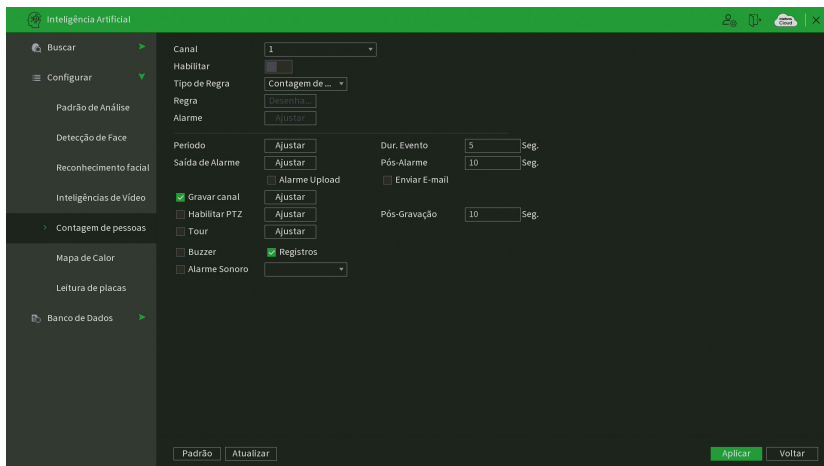 Inteligência Artificial
Cloud
Buscar
Configurar
Padrão de Análise
Detecção de Face
Reconhecimento facial
Inteligências de Vídeo
Contagem de pessoas
Mapa de Calor
Leitura de placas
Banco de Dados
Canal 1
Habilitar
Tipo de Regra Contagem de ...
Regra Desenha...
Alarme Ajustar
Período Ajustar Dur. Evento 5 Seg.
Saída de Alarme Ajustar Pós-Alarme 10 Seg.
Alarme Upload Enviar E-mail
Gravar canal Ajustar
Habilitar PTZ Ajustar Pós-Gravação 10 Seg.
Tour Ajustar
Buzzer Registros
Alarme Sonoro
Padrão Atualizar Aplicar Voltar